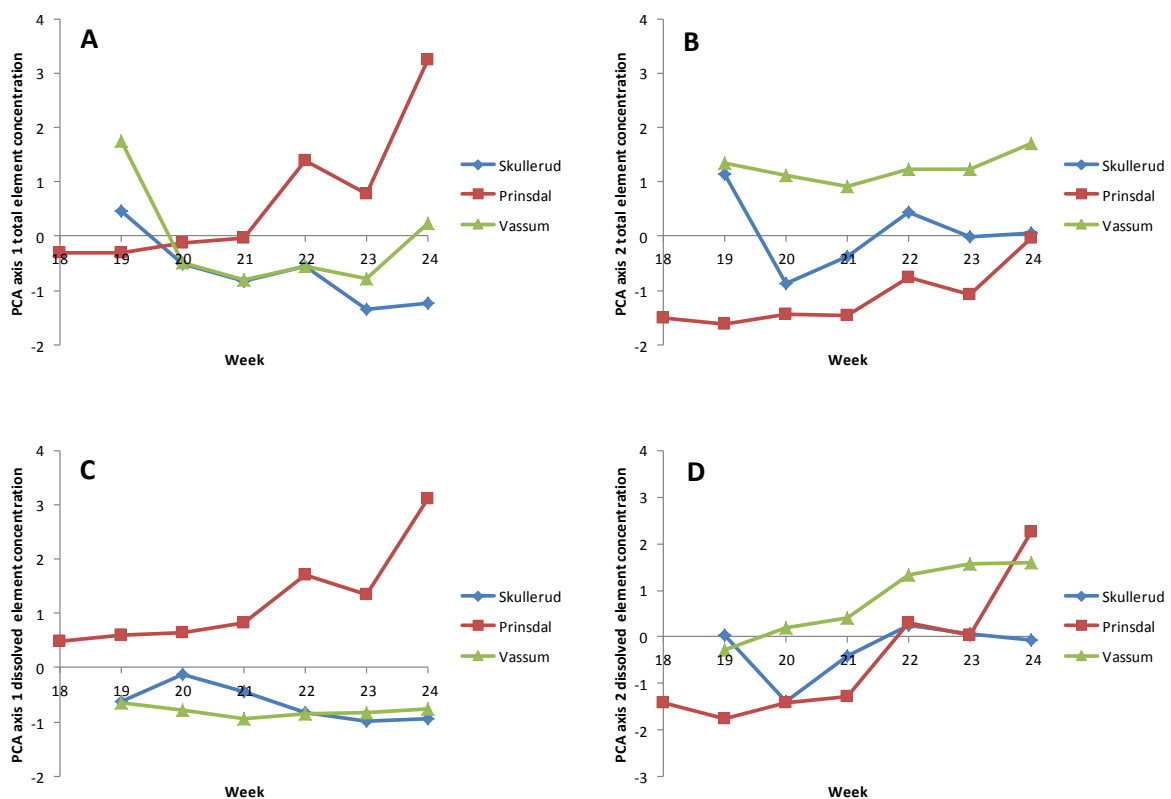 A
PCA axis 1 total element concentration
4
3
2
1
0
-1
-2
18 19 20 21 22 23 24
Week
Skullerud
Prinsdal
Vassum
B
PCA axis 2 total element concentration
4
3
2
1
0
-1
-2
18 19 20 21 22 23 24
Week
Skullerud
Prinsdal
Vassum
C
PCA axis 1 dissolved element concentration
4
3
2
1
0
-1
-2
18 19 20 21 22 23 24
Week
Skullerud
Prinsdal
Vassum
D
PCA axis 2 dissolved element concentration
4
3
2
1
0
-1
-2
-3
18 19 20 21 22 23 24
Week
Skullerud
Prinsdal
Vassum